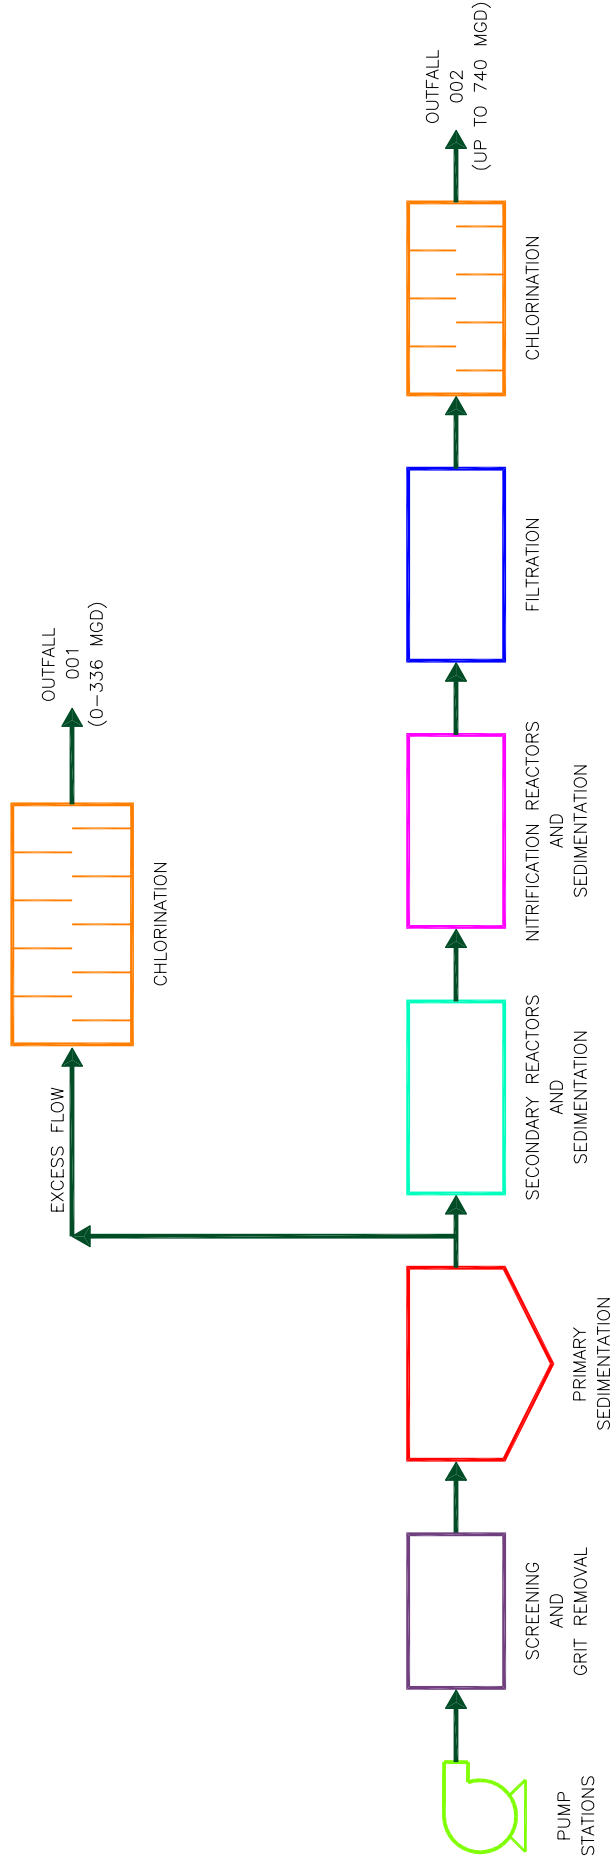 EXCESS FLOW
CHLORINATION
OUTFALL
001
(0-336 MGD)
PUMP
STATIONS
SCREENING
AND
GRIT REMOVAL
PRIMARY
SEDIMENTATION
SECONDARY REACTORS
AND
SEDIMENTATION
NITRIFICATION REACTORS
AND
SEDIMENTATION
FILTRATION
CHLORINATION
OUTFALL
002
(UP TO 740 MGD)